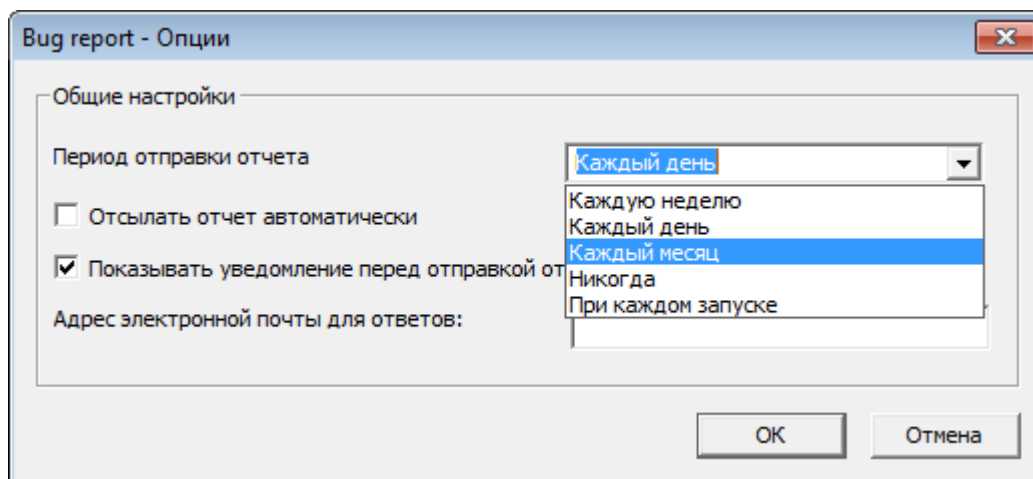 Bug report - Опции
Общие настройки
Период отправки отчета
Каждый день
Каждую неделю
Каждый день
Каждый месяц
Никогда
При каждом запуске
Отсылать отчет автоматически
Показывать уведомление перед отправкой от
Адрес электронной почты для ответов:
OK
Отмена